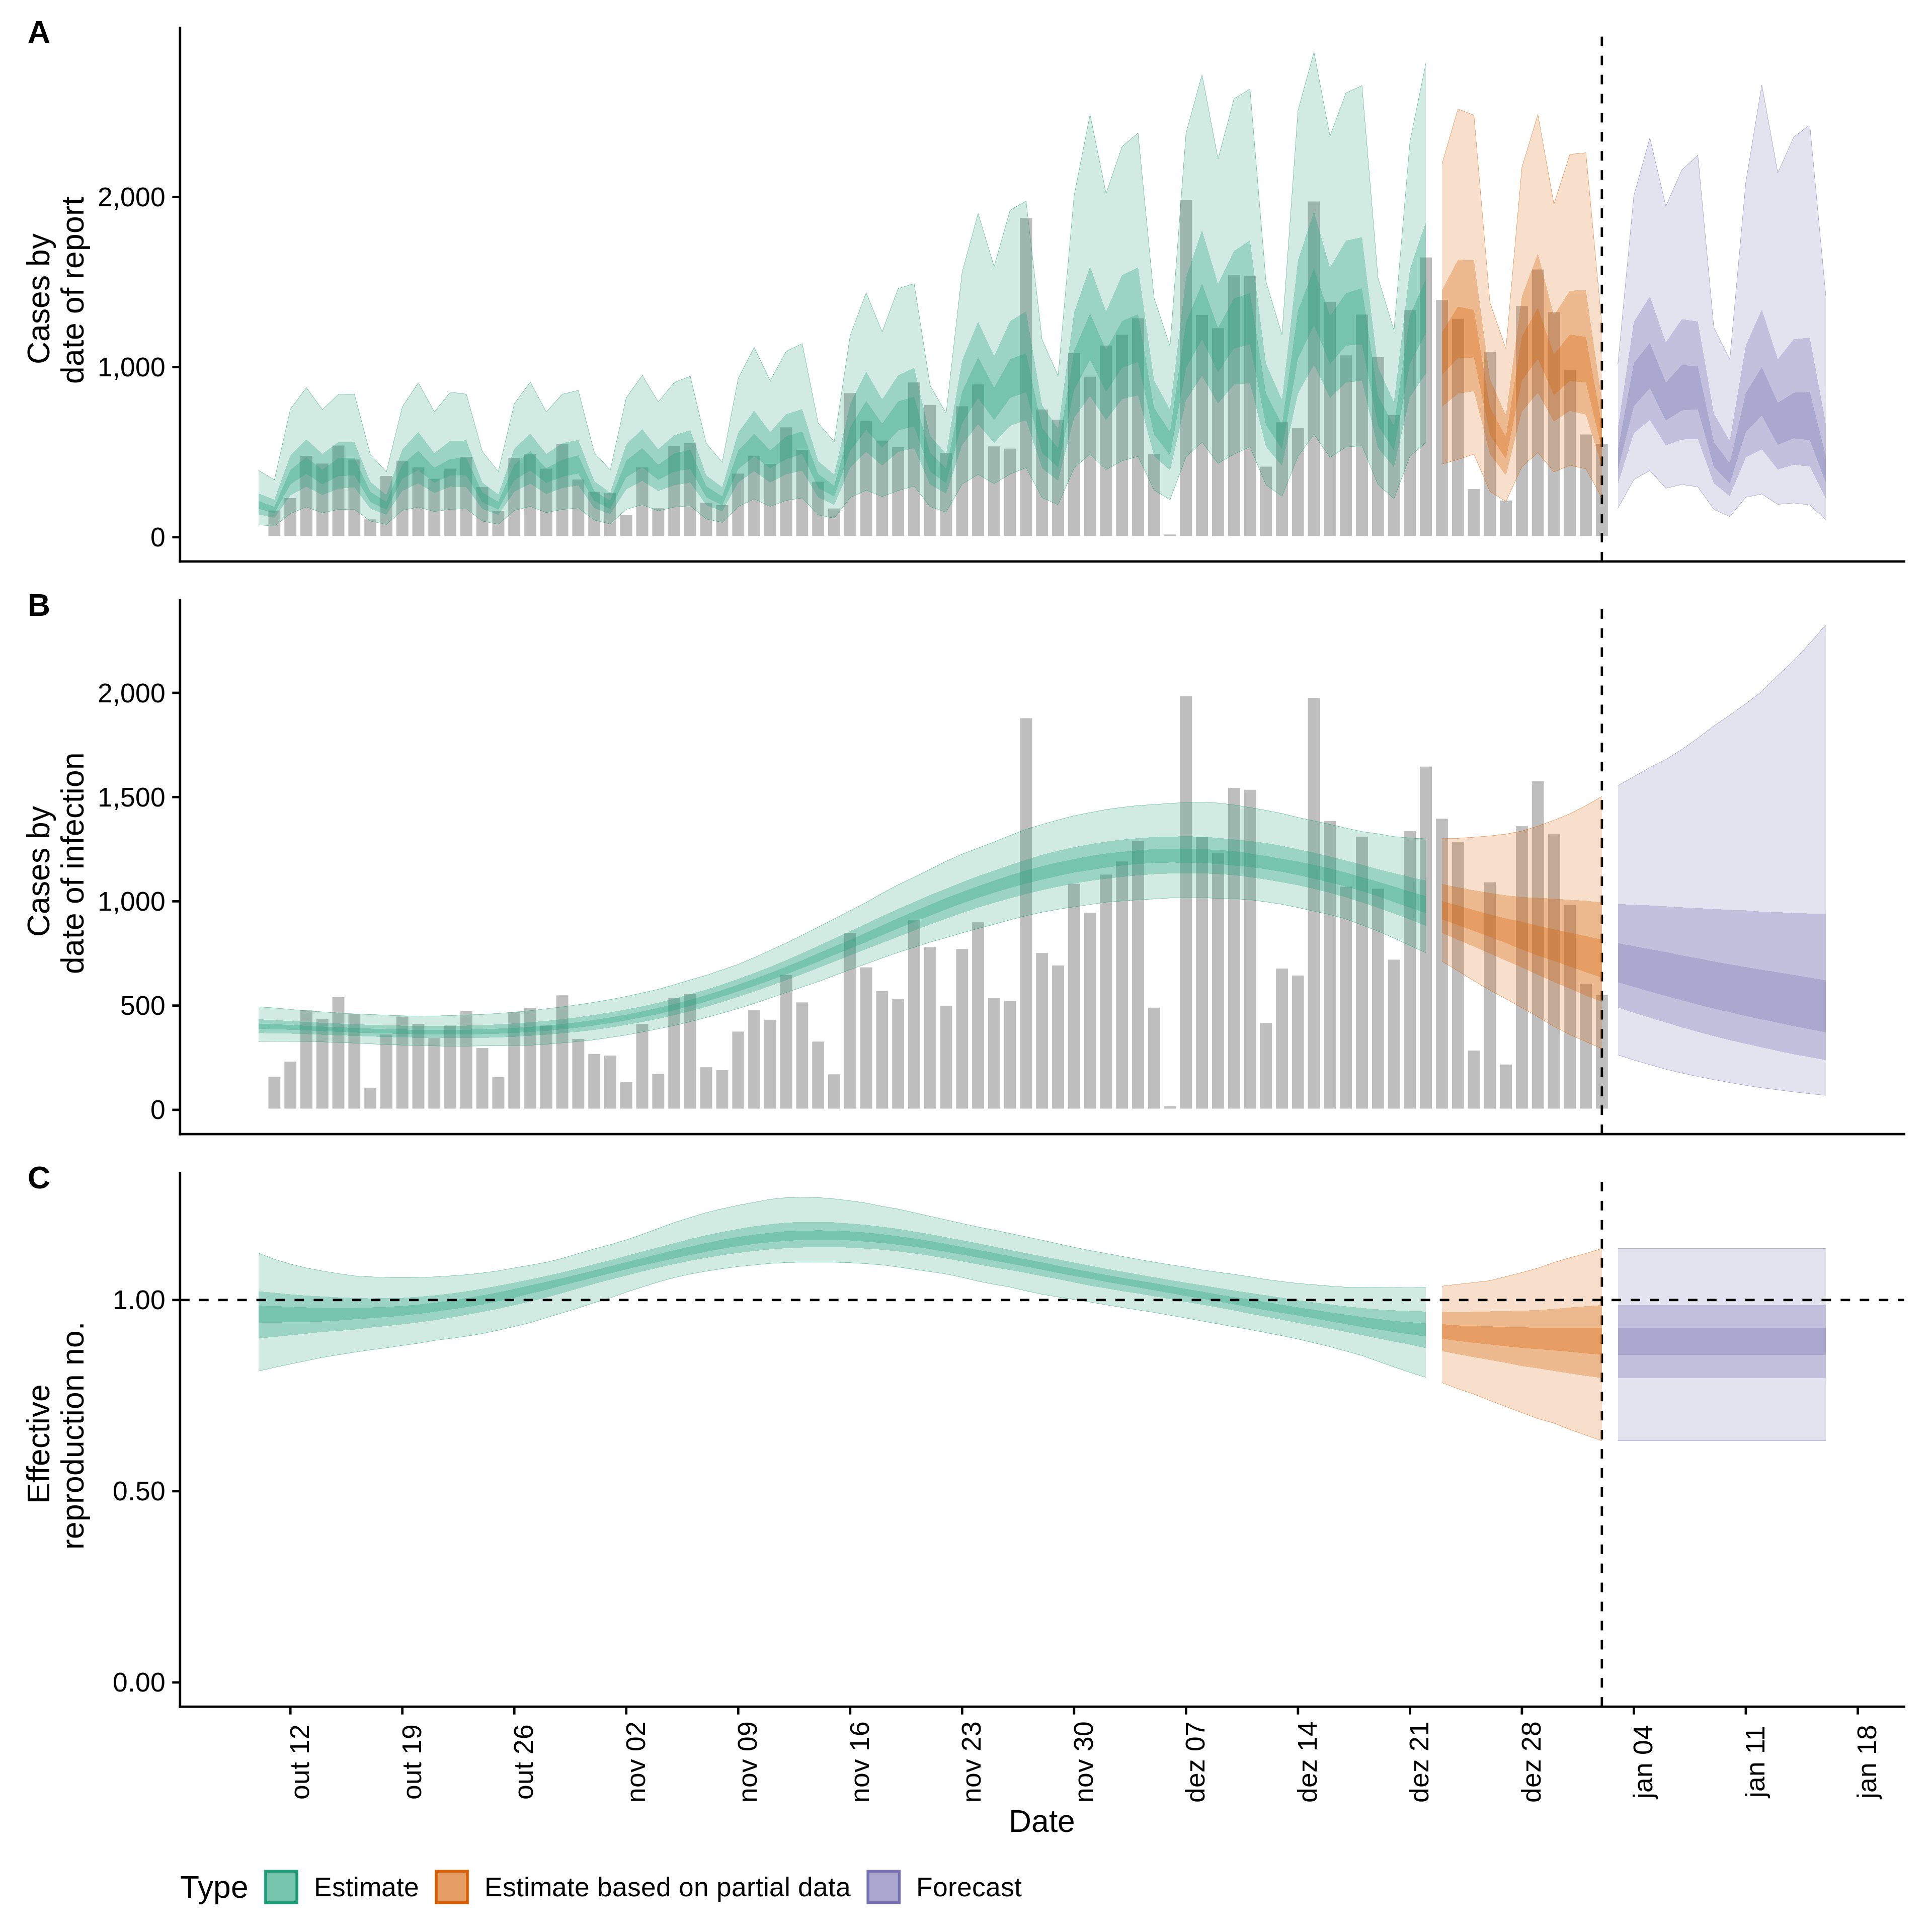 A
Cases by
date of report
2,000
1,000
0
B
Cases by
date of infection
2,000
1,500
1,000
500
0
C
Effective
reproduction no.
1.00
0.50
0.00
out 12
out 19
out 26
nov 02
nov 09
nov 16
nov 23
nov 30
dez 07
dez 14
dez 21
dez 28
jan 04
jan 11
jan 18
Date
Type Estimate Estimate based on partial data Forecast